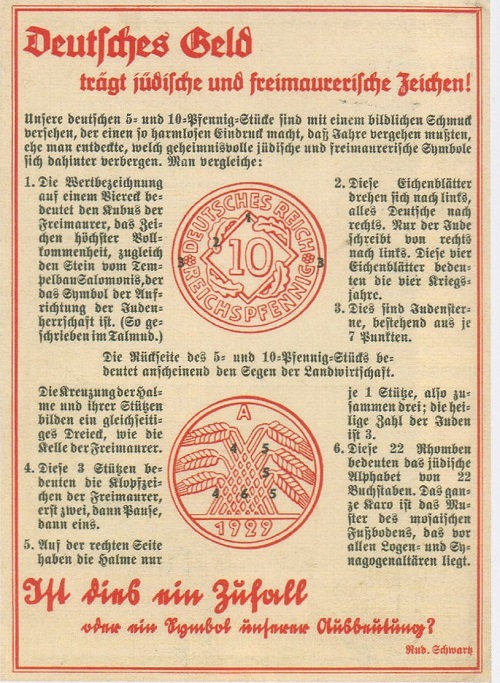 Deutsches Geld
trägt jüdische und freimaurerische Zeichen!
Unsere deutschen 5- und 10-Pfennig-Stücke sind mit einem bildlichen Schmuck
versehen, der einen so harmlosen Eindruck macht, daß Jahre vergehen mußten,
ehe man entdeckte, welch geheimnisvolle jüdische und freimaurerische Symbole
sich dahinter verbergen. Man vergleiche:
1. Die Wertbezeichnung
auf einem Viereck be-
deutet den Kubus der
Freimaurer, das Zei-
chen höchster Voll-
kommenheit, zugleich
den Stein vom Tem-
pelbau Salomonis, der
das Symbol der Auf-
richtung der Juden-
herrschaft ist. (So ge-
schrieben im Talmud.)
DEUTSCHES REICH
1
2
3
10
3
REICHSPFENNIG
2. Diese Eichenblätter
drehen sich nach links,
alles Deutsche nach
rechts. Nur der Jude
schreibt von rechts
nach links. Diese vier
Eichenblätter bedeu-
ten die vier Kriegs-
jahre.
3. Dies sind Judenster-
ne, bestehend aus je
7 Punkten.
Die Rückseite des 5- und 10-Pfennig-Stücks be-
deutet anscheinend den Segen der Landwirtschaft.
Die Kreuzung der Hal-
me und ihrer Stützen
bilden ein gleichseiti-
ges Dreieck, wie die
Kelle der Freimaurer.
4. Diese 3 Stützen be-
deuten die Klopfzei-
chen der Freimaurer,
erst zwei, dann Pause,
dann eins.
5. Auf der rechten Seite
haben die Halme nur
A
4 5
5
4 6 5
1929
je 1 Stütze, also zu-
sammen drei; die hei-
lige Zahl der Juden
ist 3.
6. Diese 22 Rhomben
bedeuten das jüdische
Alphabet von 22
Buchstaben. Das gan-
ze Karo ist das Mu-
ster des mosaischen
Fußbodens, das vor
allen Logen- und Sy-
nagogenaltären liegt.
Ist dies ein Zufall
oder ein Symbol unserer Ausbeutung?
Rud. Schwartz